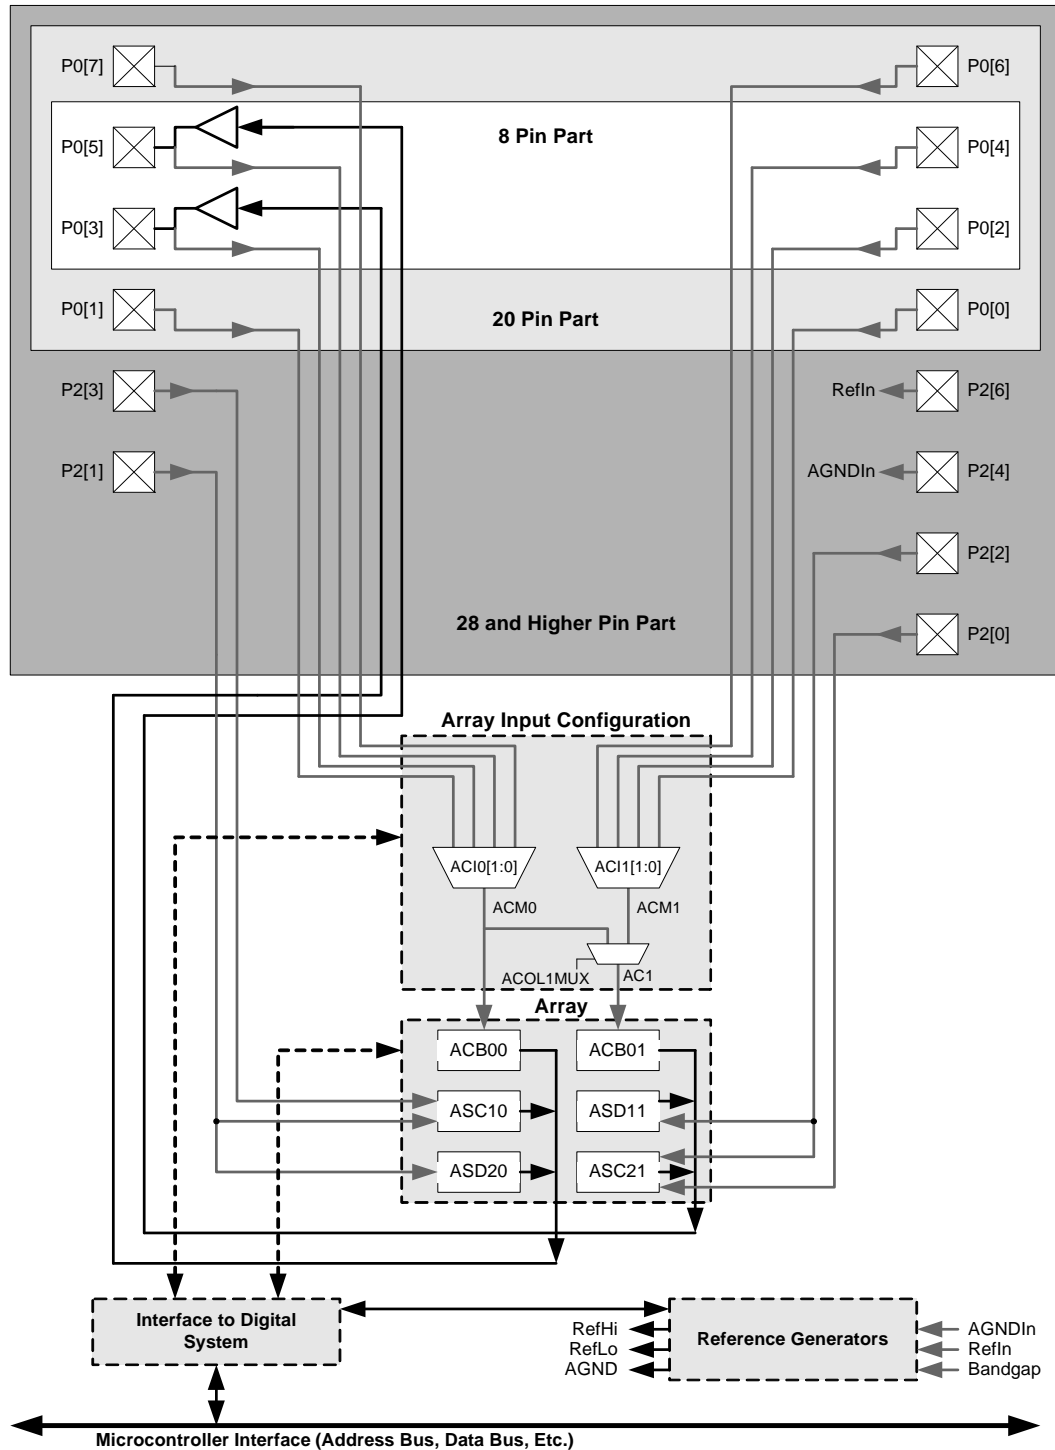 P0[7]
P0[6]
8 Pin Part
P0[5]
P0[4]
P0[3]
P0[2]
P0[1]
20 Pin Part
P0[0]
P2[3]
RefIn
P2[6]
P2[1]
AGNDIn
P2[4]
P2[2]
28 and Higher Pin Part
P2[0]
Array Input Configuration
ACI0[1:0]
ACI1[1:0]
ACM0
ACM1
ACOL1MUX
AC1
Array
ACB00
ACB01
ASC10
ASD11
ASD20
ASC21
Interface to Digital
System
RefHi
RefLo
AGND
Reference Generators
AGNDIn
RefIn
Bandgap
Microcontroller Interface (Address Bus, Data Bus, Etc.)